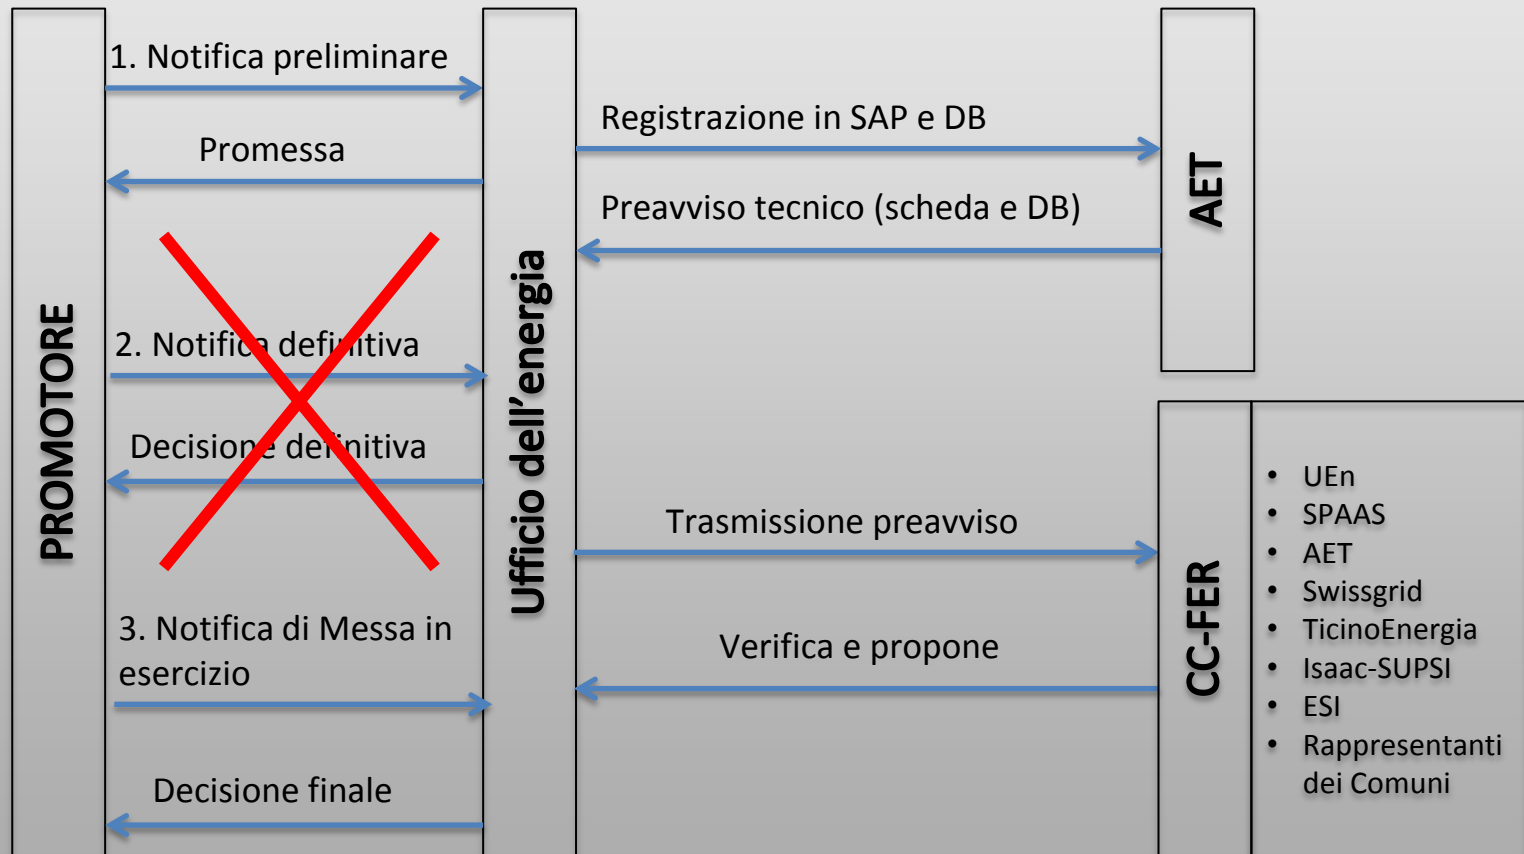 PROMOTORE
1. Notifica preliminare
Promessa
2. Notifica definitiva
Decisione definitiva
3. Notifica di Messa in
esercizio
Decisione finale
Ufficio dell'energia
Registrazione in SAP e DB
Preavviso tecnico (scheda e DB)
Trasmissione preavviso
Verifica e propone
AET
CC-FER
• UEn
• SPAAS
• AET
• Swissgrid
• TicinoEnergia
• Isaac-SUPSI
• ESI
• Rappresentanti
dei Comuni